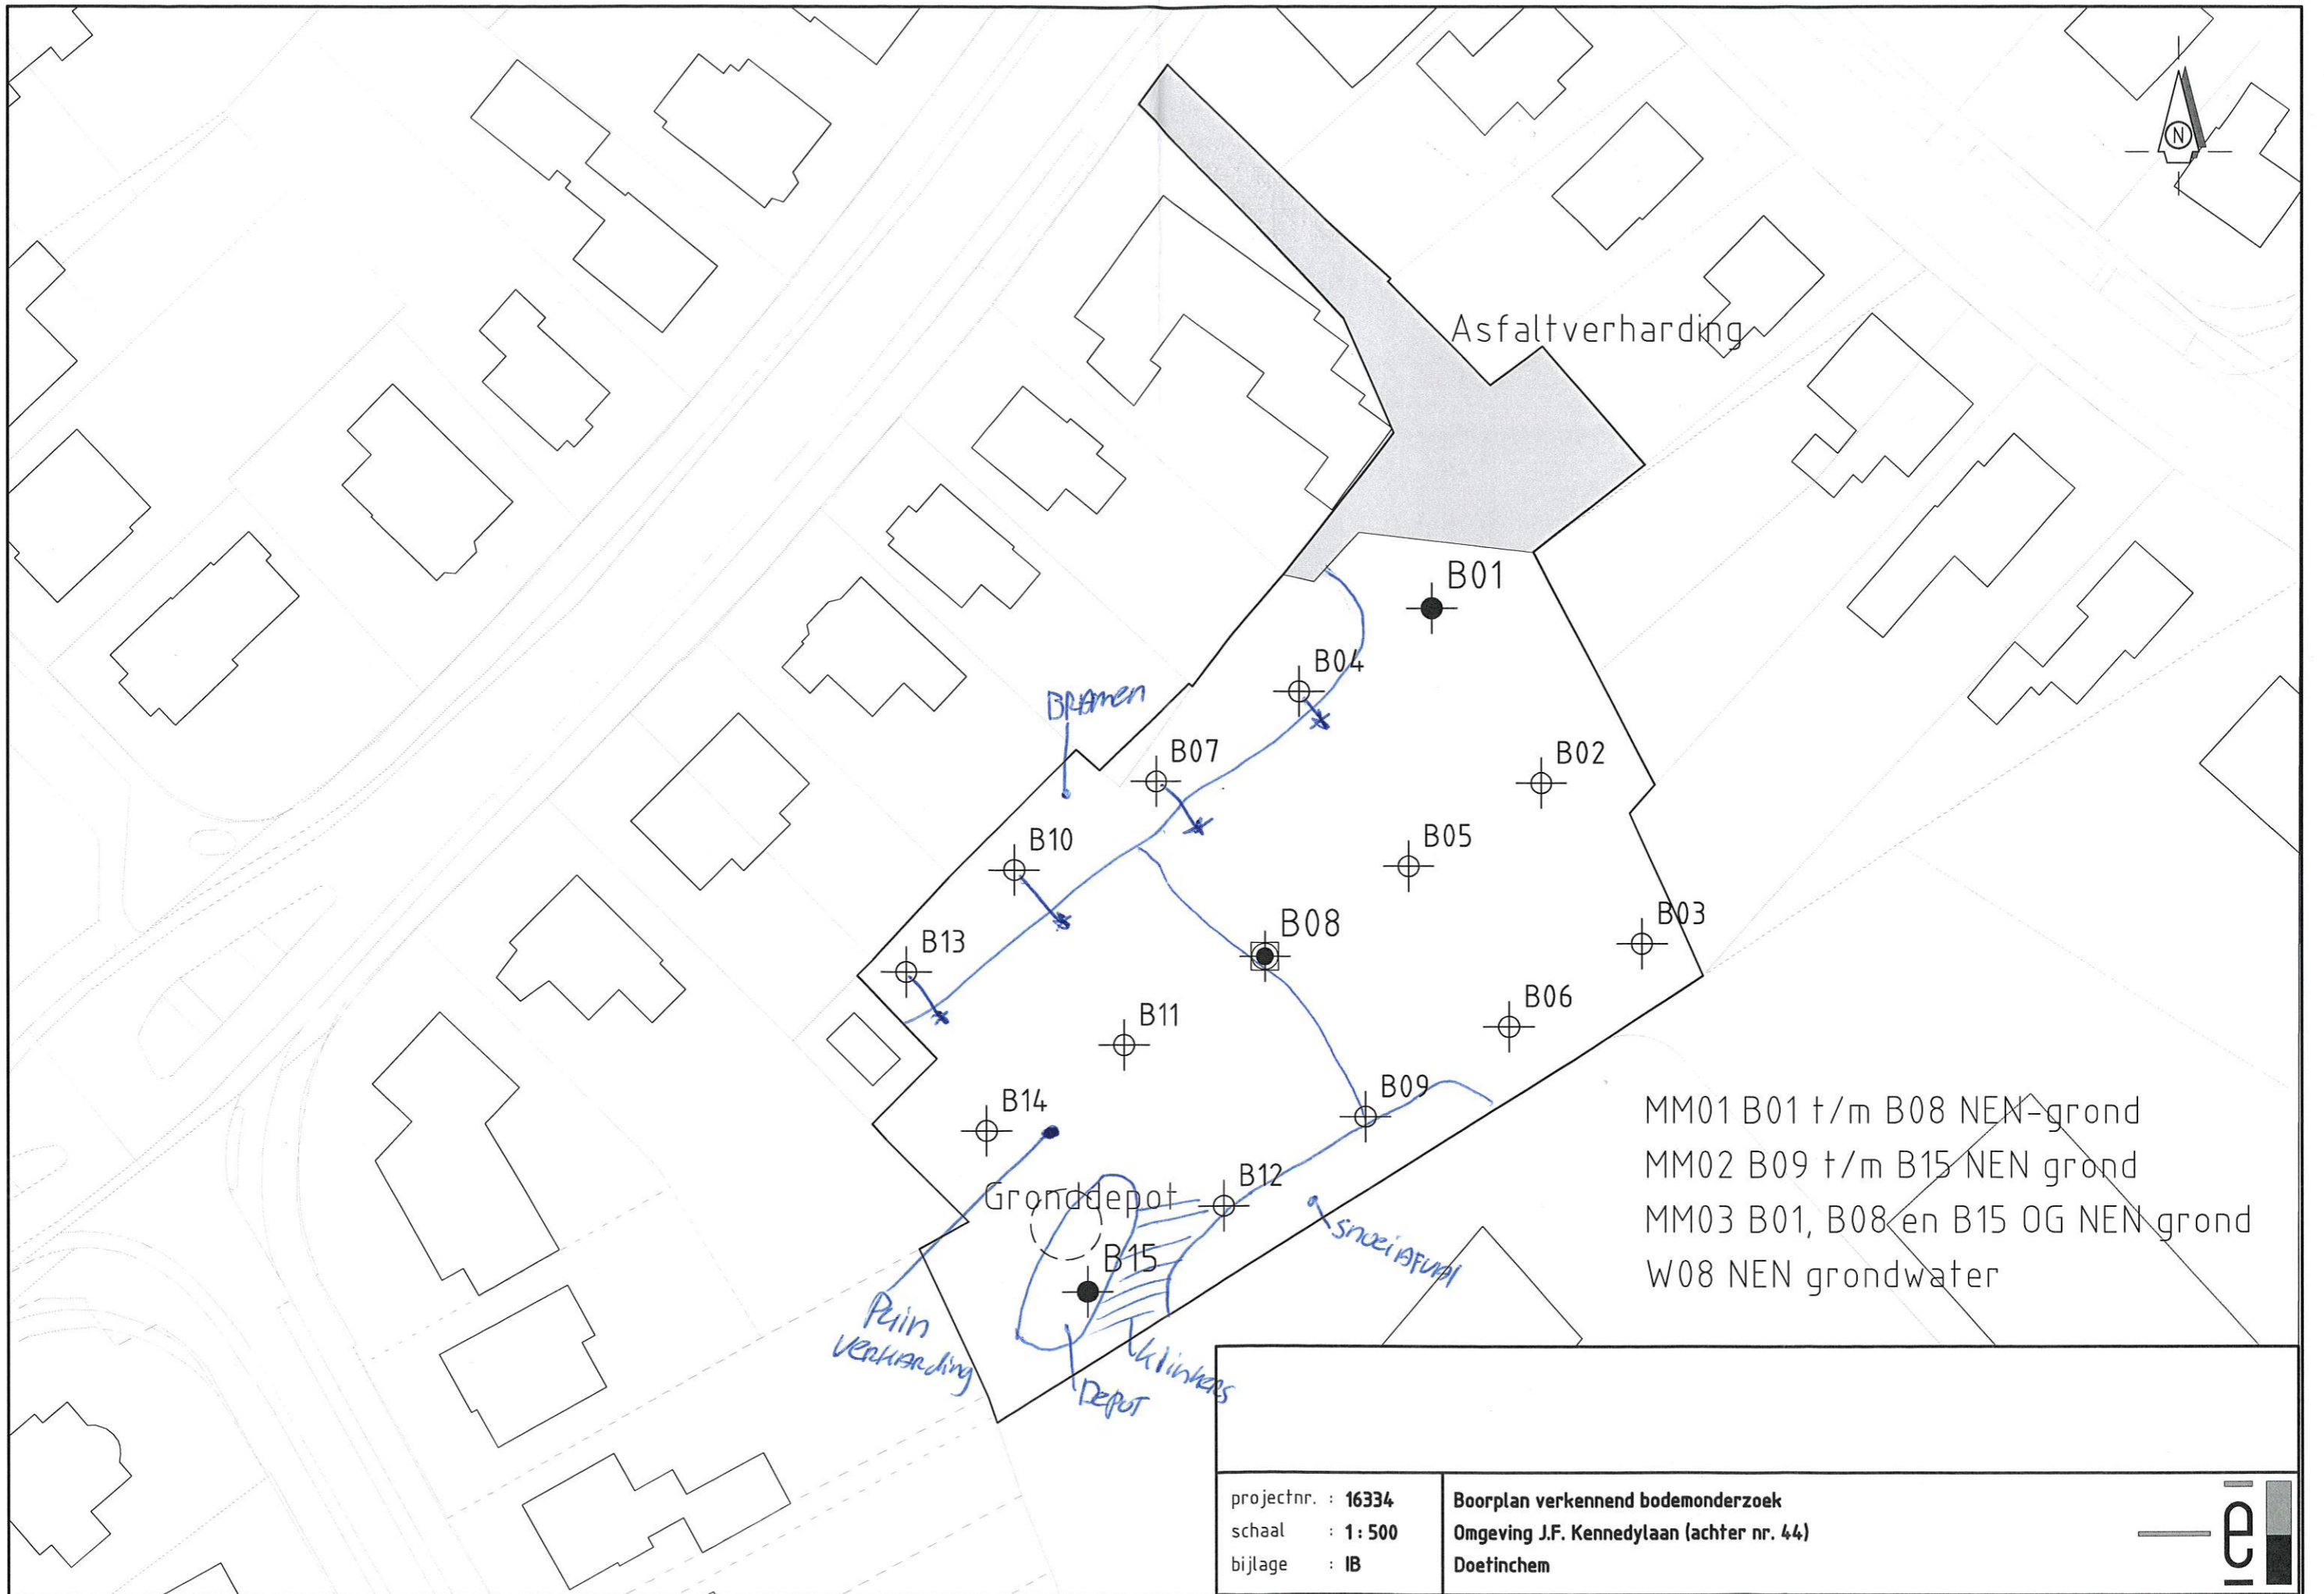 N
Asfaltverharding
B01
B04
BRAmen
B07
B02
B10
B05
B08
B03
B13
B11
B06
B09
B14
B12
Gronddepot
B15
snoeiAFVAl
Puin
VERHARding
Klinkers
DePOT
MM01 B01 t/m B08 NEN-grond
MM02 B09 t/m B15 NEN grond
MM03 B01, B08 en B15 OG NEN grond
W08 NEN grondwater
projectnr. : 16334
schaal : 1:500
bijlage : IB
Boorplan verkennend bodemonderzoek
Omgeving J.F. Kennedylaan (achter nr. 44)
Doetinchem
e